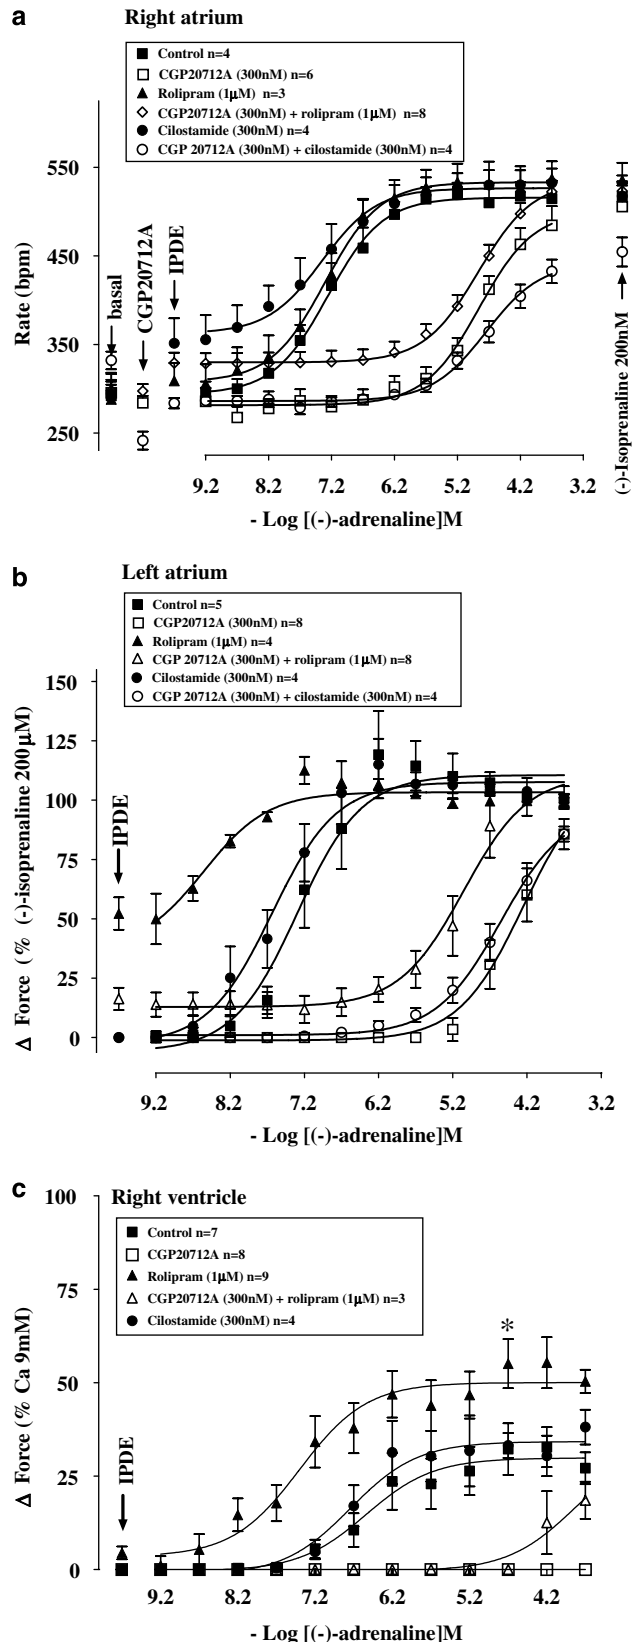 a
Right atrium
Control n=4
CGP20712A (300nM) n=6
Rolipram (1µM) n=3
CGP20712A (300nM) + rolipram (1µM) n=8
Cilostamide (300nM) n=4
CGP 20712A (300nM) + cilostamide (300nM) n=4
550
450
350
250
Rate (bpm)
basal
CGP20712A
IPDE
(-)-Isoprenaline 200nM
9.2 8.2 7.2 6.2 5.2 4.2 3.2
- Log [(-)-adrenaline]M
b
Left atrium
Control n=5
CGP20712A (300nM) n=8
Rolipram (1µM) n=4
CGP 20712A (300nM) + rolipram (1µM) n=8
Cilostamide (300nM) n=4
CGP 20712A (300nM) + cilostamide (300nM) n=4
150
125
100
75
50
25
0
Δ Force (% (-)-isoprenaline 200µM)
IPDE
9.2 8.2 7.2 6.2 5.2 4.2 3.2
- Log [(-)-adrenaline]M
c
Right ventricle
Control n=7
CGP20712A n=8
Rolipram (1µM) n=9
CGP20712A (300nM) + rolipram (1µM) n=3
Cilostamide (300nM) n=4
100
75
50
25
0
Δ Force (% Ca 9mM)
IPDE
*
9.2 8.2 7.2 6.2 5.2 4.2
- Log [(-)-adrenaline]M